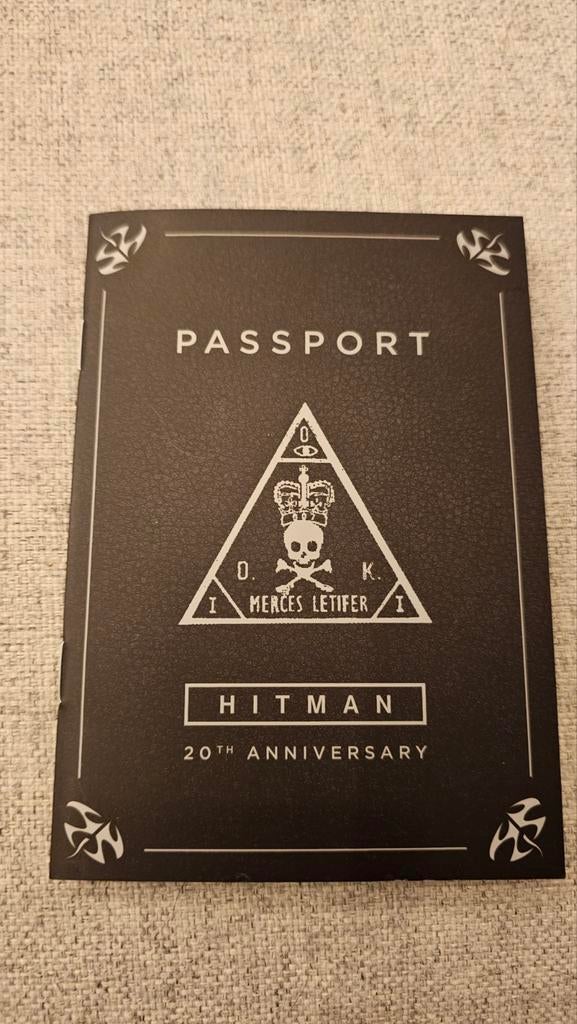 PASSPORT
O
O. K.
I MERCES LETIFER I
HITMAN
20TH ANNIVERSARY